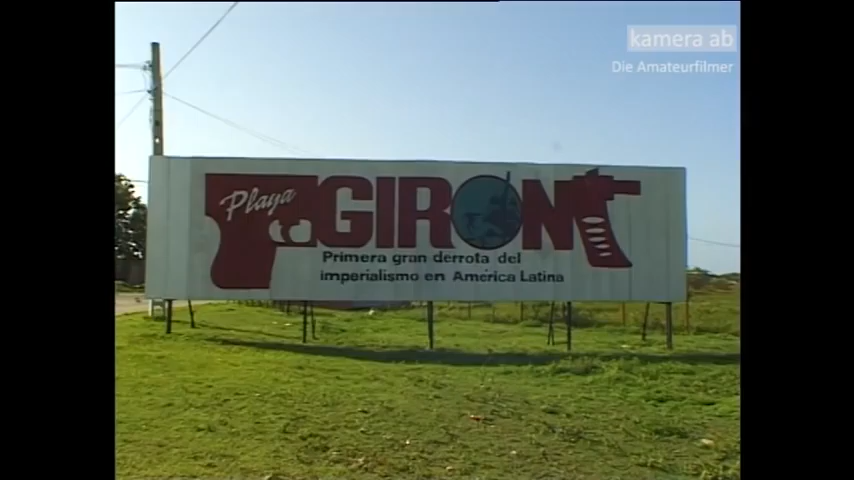 kamera ab
Die Amateurfilmer
Playa
GIRON
Primera gran derrota del
imperialismo en América Latina